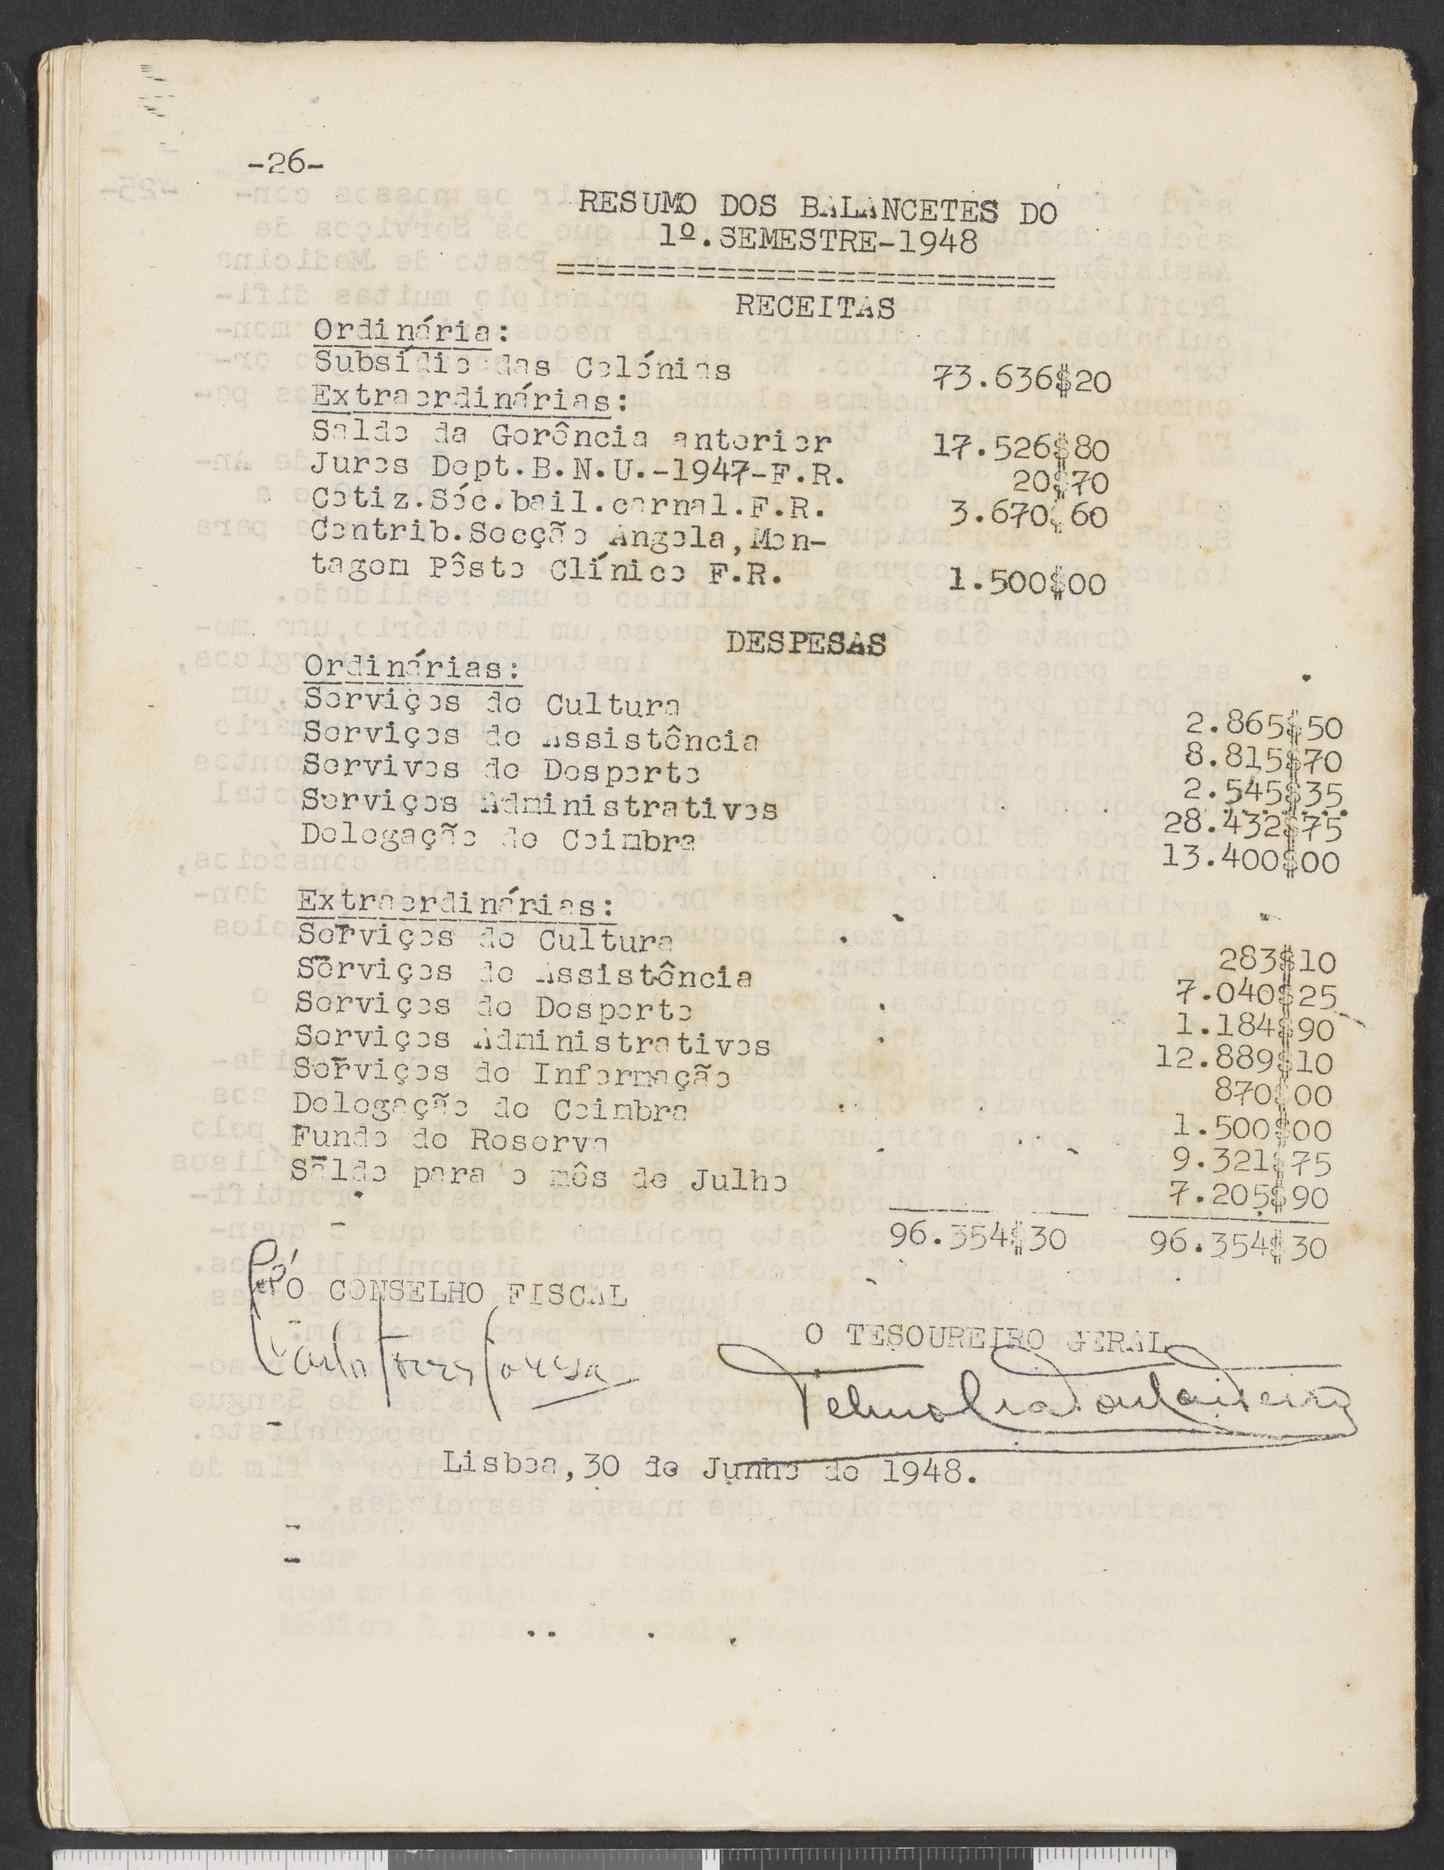 -26-
RESUMO DOS BALANCETES DO
1º.SEMESTRE-1948
=========================
RECEITAS
Ordinária:
Subsídio das Colónias 73.636$20
Extraordinárias:
Saldo da Gerência anterior 17.526$80
Juros Dept.B.N.U.-1947-F.R. 20$70
Cotiz.Sóc.bail.carnal.F.R. 3.670$60
Contrib.Secção Angola,Mon-
tagem Pôsto Clínico F.R. 1.500$00
DESPESAS
Ordinárias:
Serviços de Cultura 2.865$50
Serviços de Assistência 8.815$70
Servivos de Desporto 2.545$35
Serviços Administrativos 28.432$75
Delegação de Coimbra 13.400$00
Extraordinárias:
Serviços de Cultura 283$10
Serviços de Assistência 7.040$25
Serviços de Desporto 1.184$90
Serviços Administrativos 12.889$10
Serviços de Informação 870$00
Delegação de Coimbra 1.500$00
Fundo de Reserva 9.321$75
Saldo para o mês de Julho 7.205$90
96.354$30 96.354$30
Pelo CONSELHO FISCAL
O TESOUREIRO GERAL
Lisboa,30 de Junho de 1948.